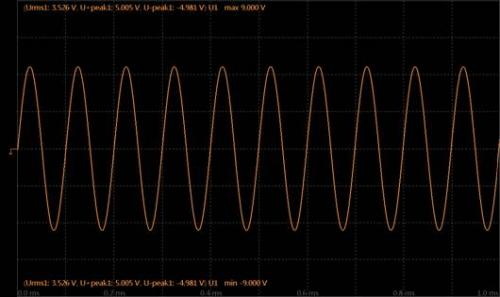 (Urms1: 3.526 V, U+peak1: 5.005 V, U-peak1: -4.981 V) U1 max 9.000 V
(Urms1: 3.526 V, U+peak1: 5.005 V, U-peak1: -4.981 V) U1 min -9.000 V
0.0 ms 0.2 ms 0.4 ms 0.6 ms 0.8 ms 1.0 ms